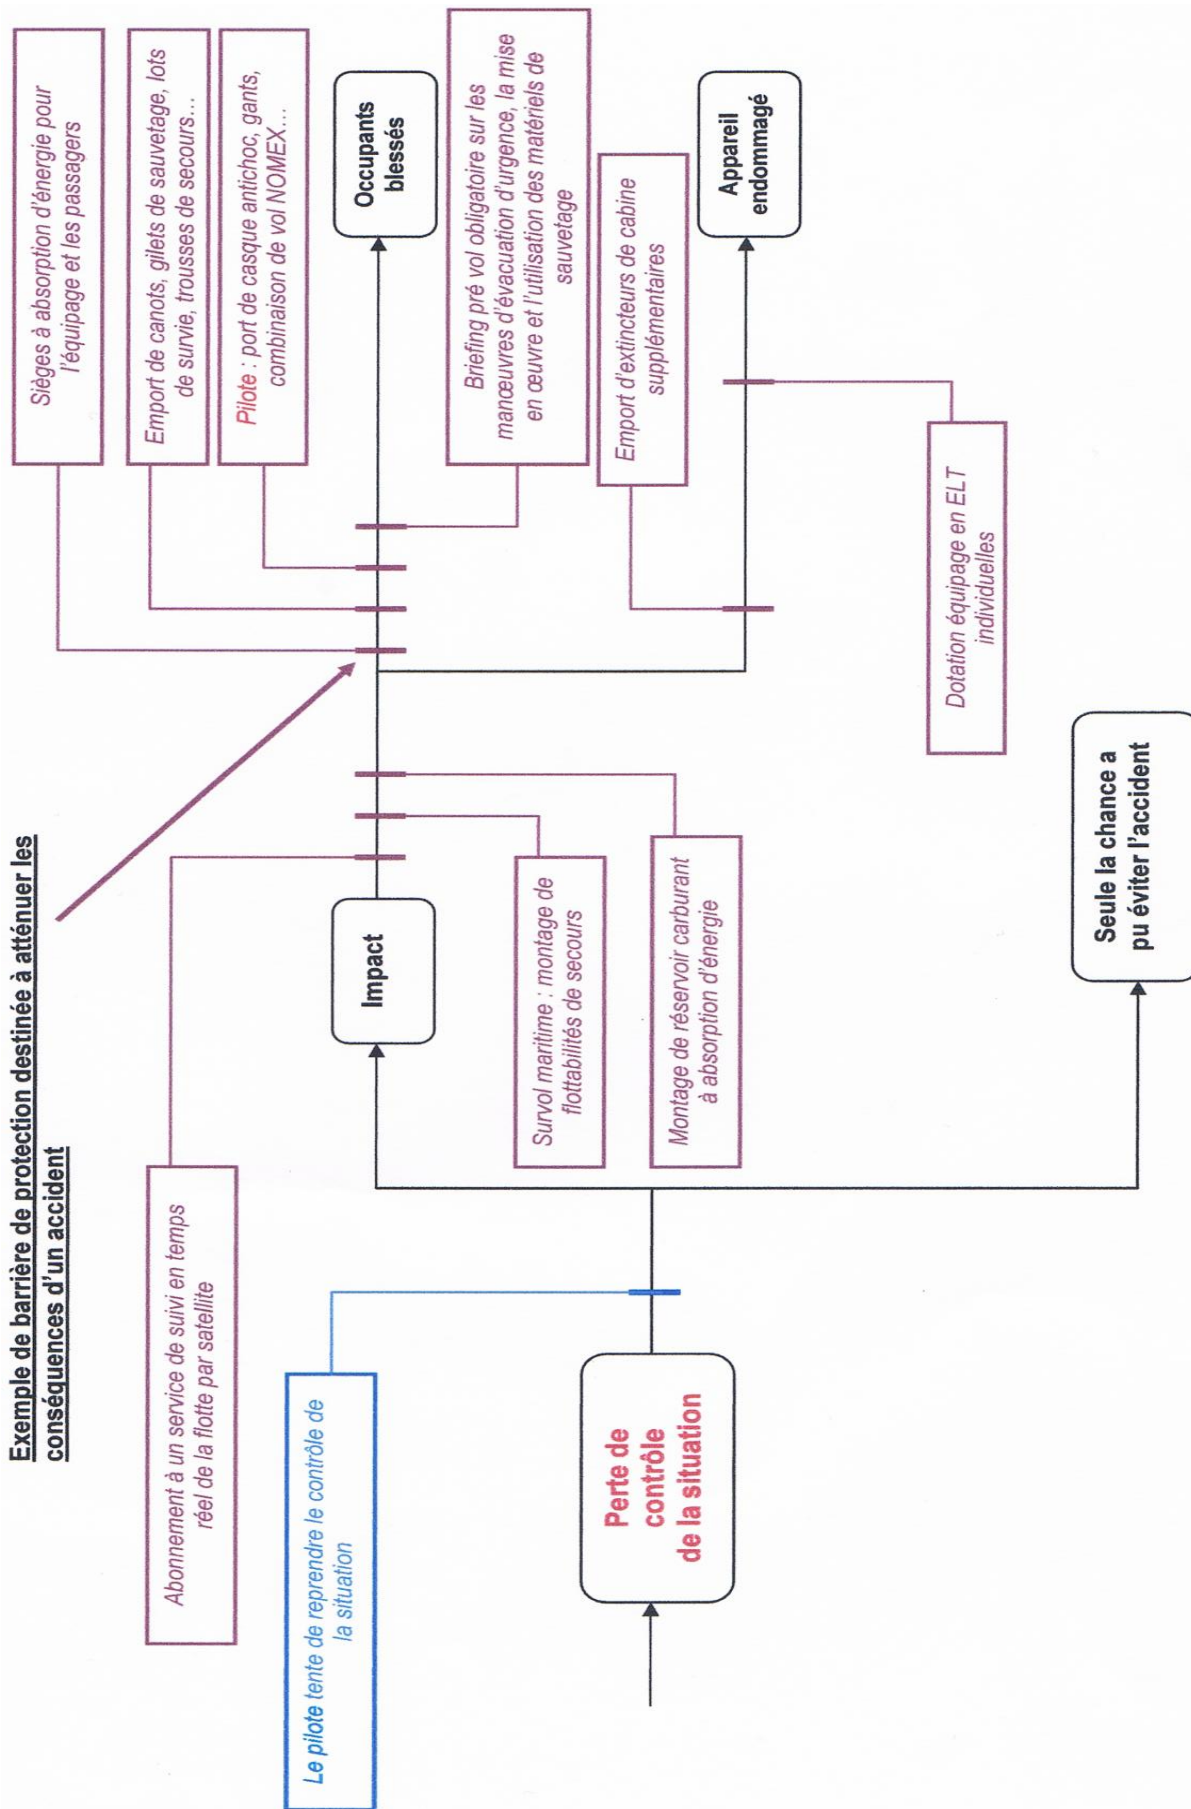 Exemple de barrière de protection destinée à atténuer les
conséquences d'un accident
Abonnement à un service de suivi en temps
réel de la flotte par satellite
Le pilote tente de reprendre le contrôle de
la situation
Perte de
contrôle
de la situation
Impact
Survol maritime : montage de
flottabilités de secours
Montage de réservoir carburant
à absorption d'énergie
Seule la chance a
pu éviter l'accident
Sièges à absorption d'énergie pour
l'équipage et les passagers
Emport de canots, gilets de sauvetage, lots
de survie, trousses de secours…
Pilote : port de casque antichoc, gants,
combinaison de vol NOMEX…
Occupants
blessés
Briefing pré vol obligatoire sur les
manœuvres d'évacuation d'urgence, la mise
en œuvre et l'utilisation des matériels de
sauvetage
Emport d'extincteurs de cabine
supplémentaires
Appareil
endommagé
Dotation équipage en ELT
individuelles